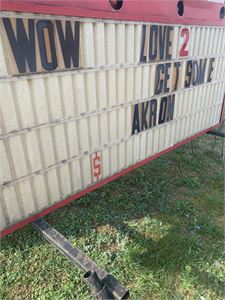 WOW LOVE 2
GET SOME
AKRON
$